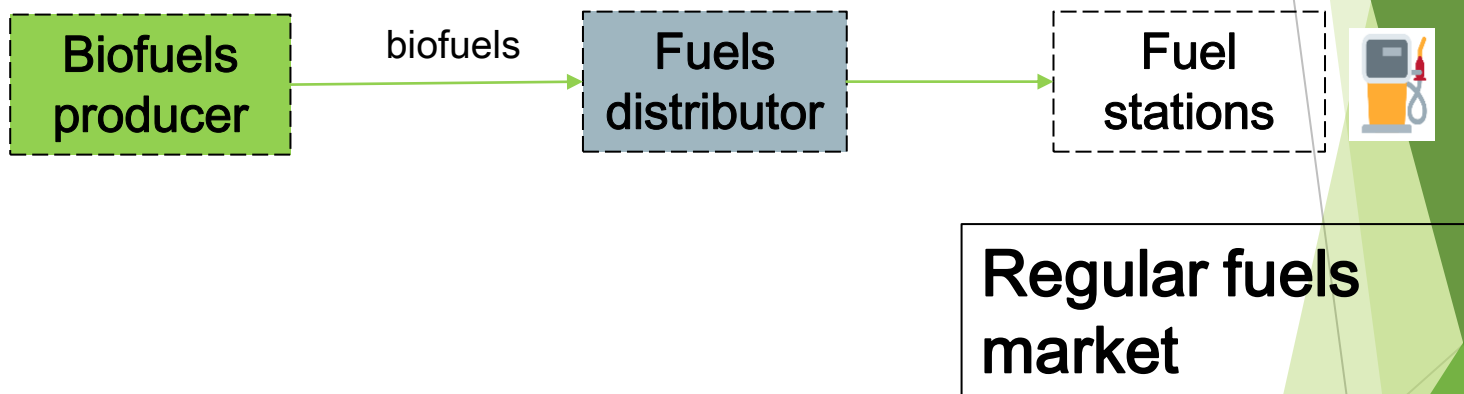 Biofuels
producer
biofuels
Fuels
distributor
Fuel
stations
Regular fuels
market